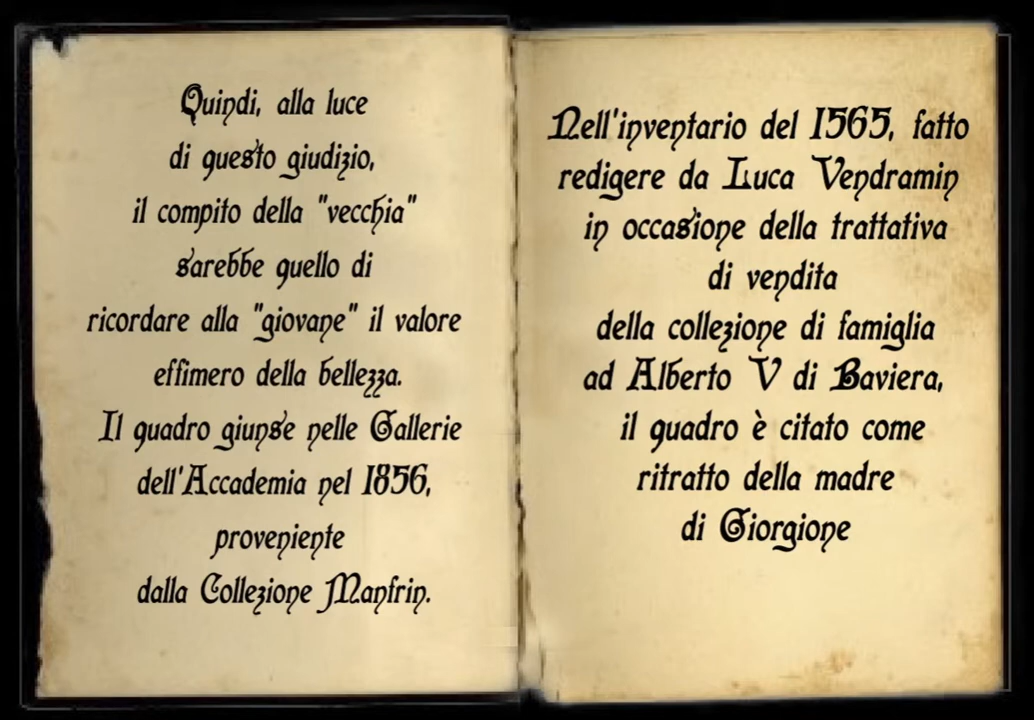 Quindi, alla luce
di questo giudizio,
il compito della "vecchia"
sarebbe quello di
ricordare alla "giovane" il valore
effimero della bellezza.
Il quadro giunse nelle Gallerie
dell'Accademia nel 1856,
proveniente
dalla Collezione Manfrin.
Nell'inventario del 1565, fatto
redigere da Luca Vendramin
in occasione della trattativa
di vendita
della collezione di famiglia
ad Alberto V di Baviera,
il quadro è citato come
ritratto della madre
di Giorgione